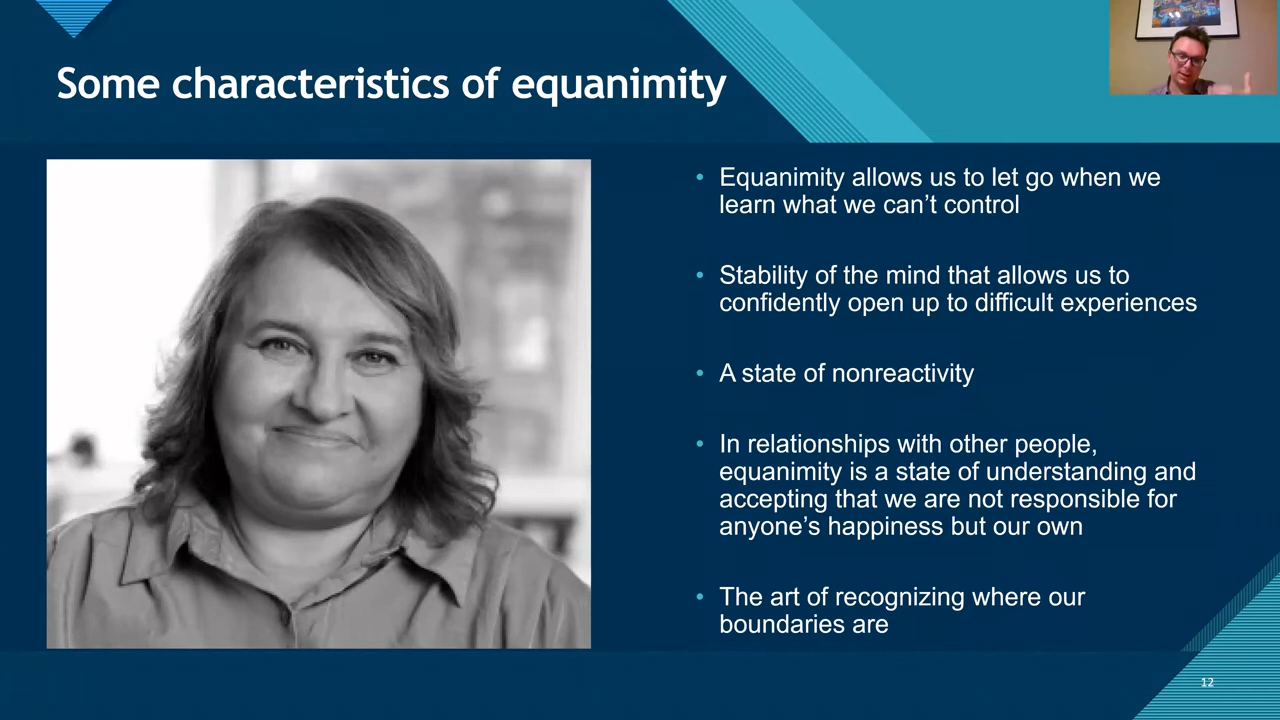 Some characteristics of equanimity
• Equanimity allows us to let go when we
learn what we can’t control
• Stability of the mind that allows us to
confidently open up to difficult experiences
• A state of nonreactivity
• In relationships with other people,
equanimity is a state of understanding and
accepting that we are not responsible for
anyone’s happiness but our own
• The art of recognizing where our
boundaries are
12